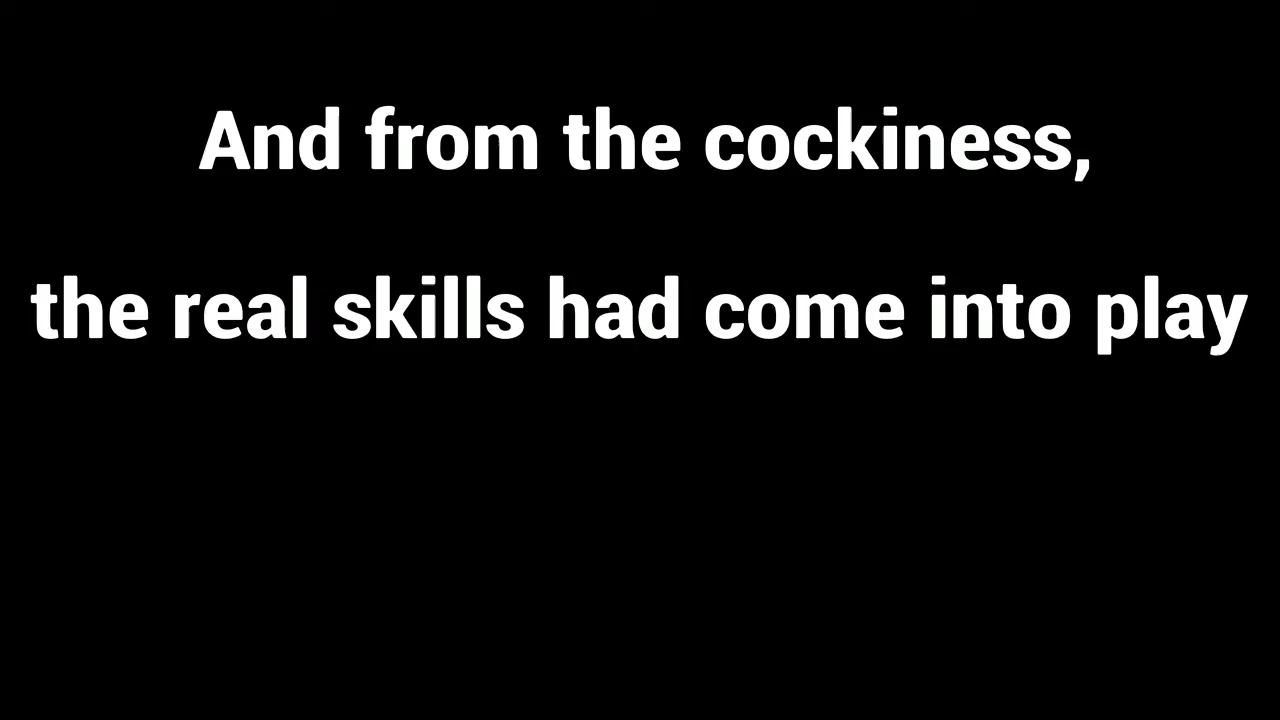 And from the cockiness,
the real skills had come into play